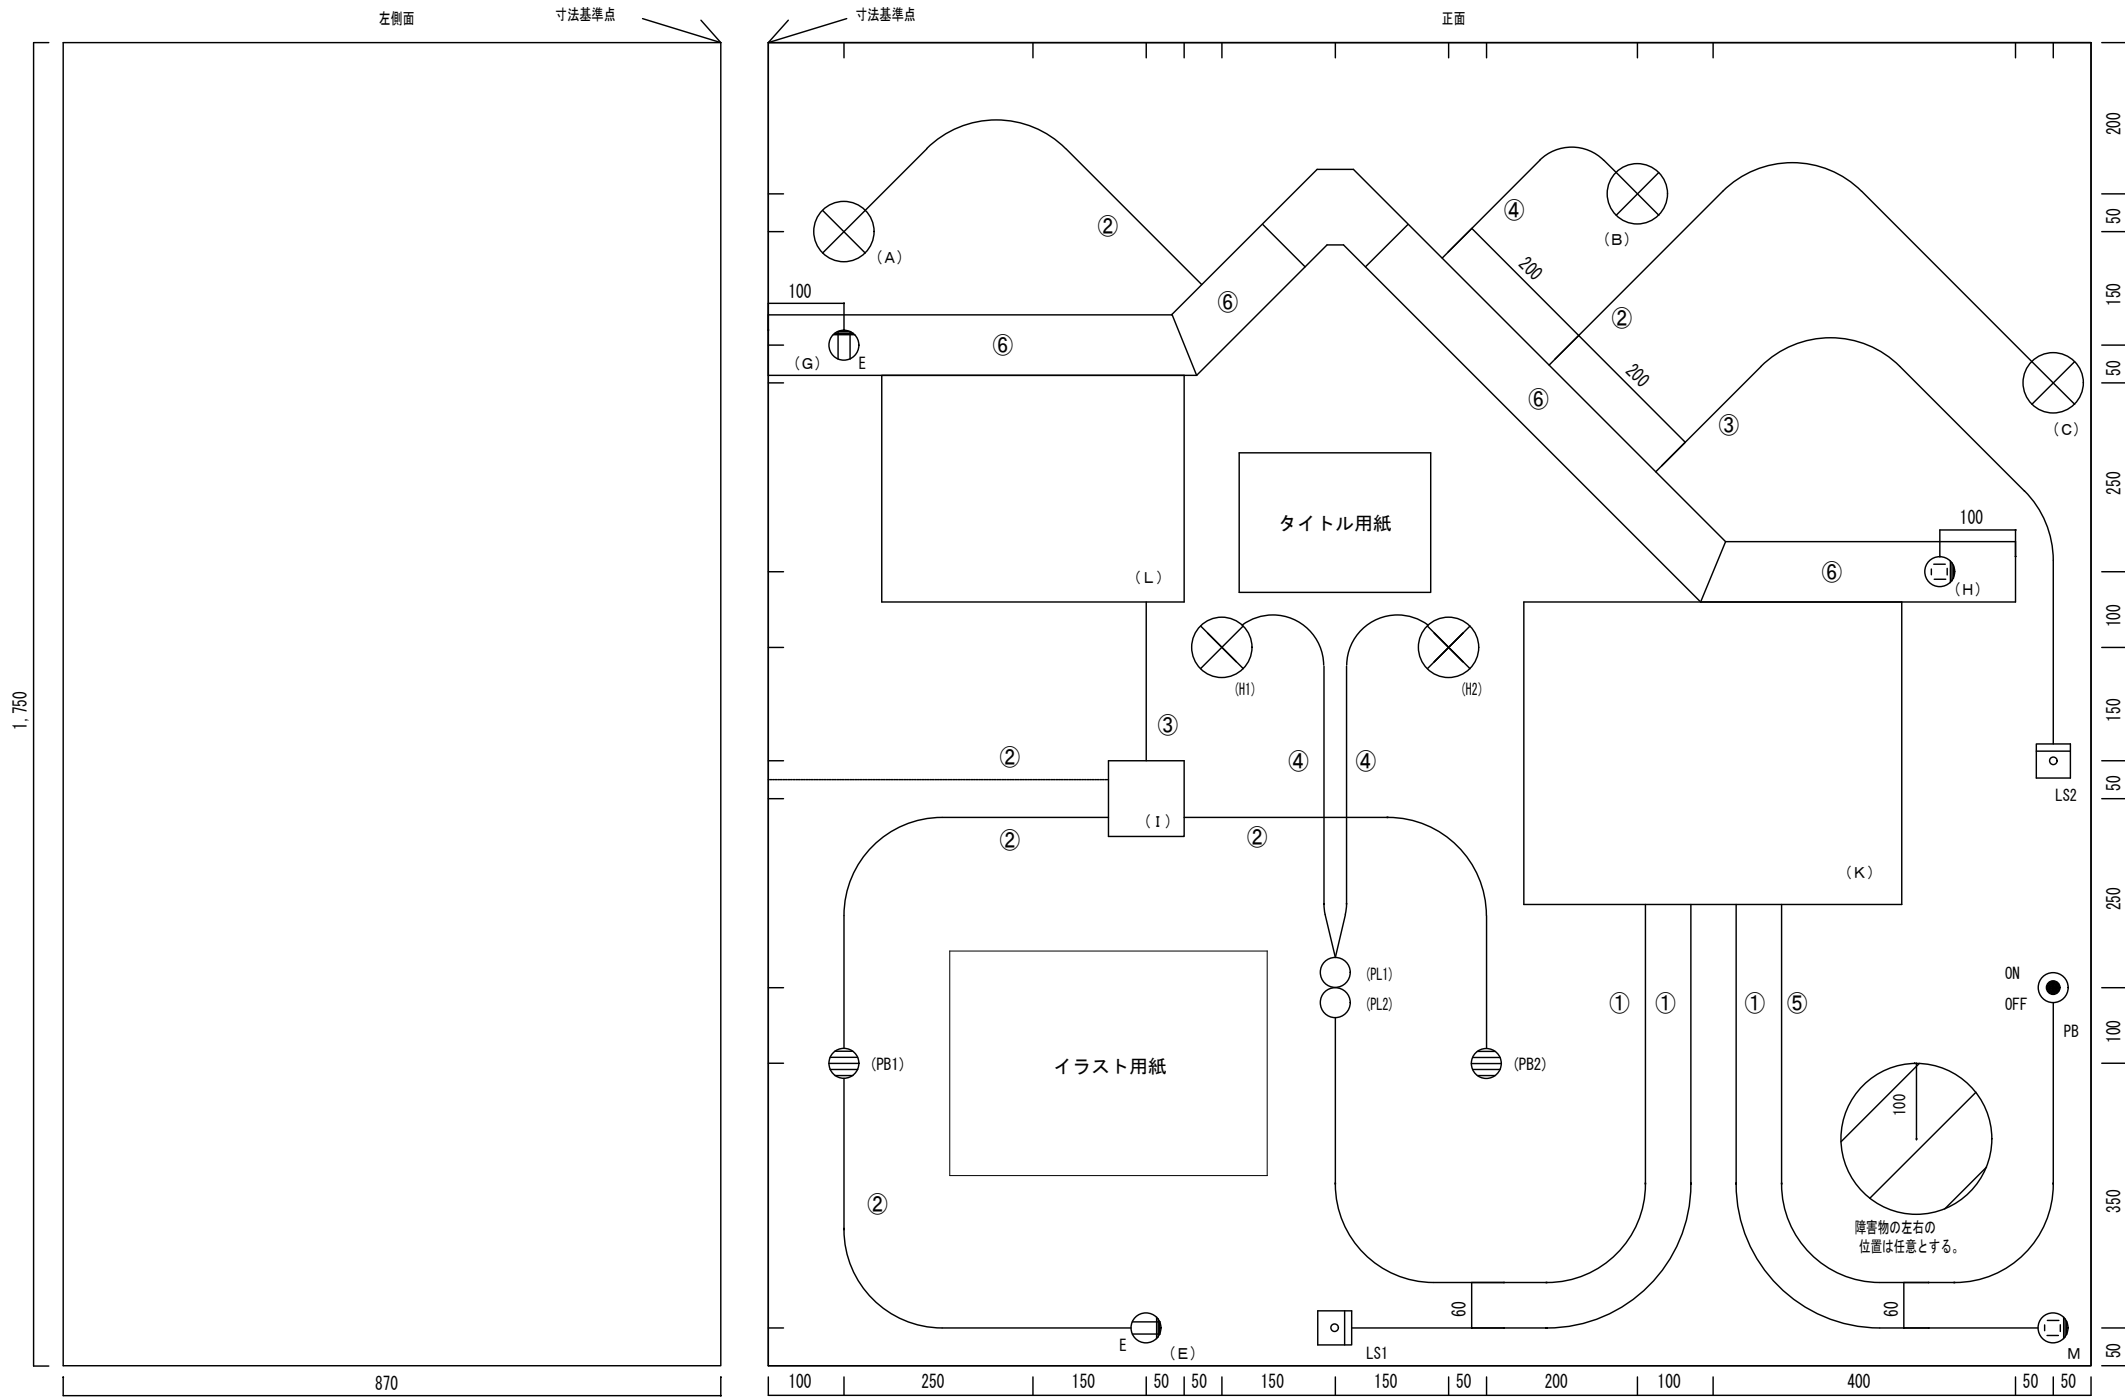 左側面
寸法基準点
寸法基準点
正面
200
50
150
50
250
100
150
50
250
100
350
50
1,750
②
④
(B)
(A)
200
100
⑥
②
⑥
(G)
E
200
⑥
③
(C)
タイトル用紙
100
(L)
⑥
(H)
(H1)
(H2)
③
②
④
④
LS2
(I)
②
②
(K)
(PL1)
(PL2)
①
①
①
⑤
ON
OFF
PB
(PB1)
イラスト用紙
(PB2)
100
②
障害物の左右の
位置は任意とする。
60
60
E
(E)
LS1
M
870
100
250
150
50
50
150
150
50
200
100
400
50
50